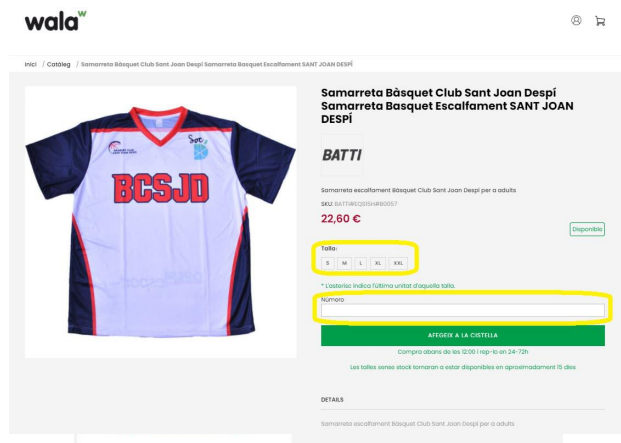 walaw
Inici / Catàleg / Samarreta Bàsquet Club Sant Joan Despí Samarreta Basquet Escalfament SANT JOAN DESPÍ
Samarreta Bàsquet Club Sant Joan Despí
Samarreta Basquet Escalfament SANT JOAN
DESPÍ
BATTI
Samarreta escalfament Bàsquet Club Sant Joan Despí per a adults
22,60 €
Disponible
Talla:
S M L XL XXL
* L'asterisc indica l'última unitat d'aquella talla.
Número
AFEGEIX A LA CISTELLA
Compra abans de les 12:00 i rep-lo en 24-72h
Les talles sense stock tornaran a estar disponibles en aproximadament 15 dies
DETALLS
Samarreta escalfament Bàsquet Club Sant Joan Despí per a adults
Soc
BCSJD